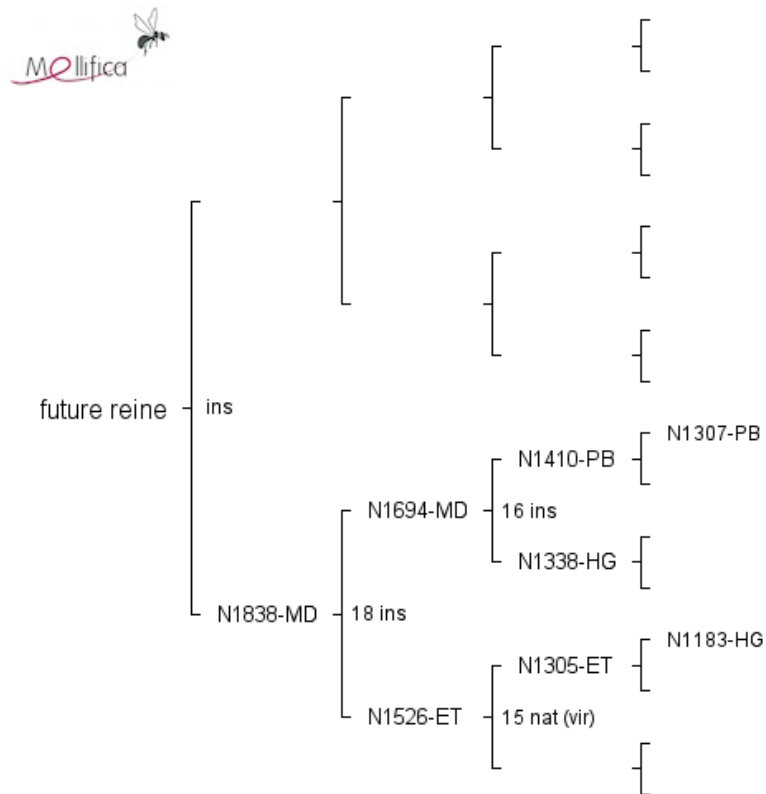 Mellifica
future reine
ins
N1838-MD
18 ins
N1694-MD
16 ins
N1410-PB
N1307-PB
N1338-HG
N1526-ET
15 nat (vir)
N1305-ET
N1183-HG